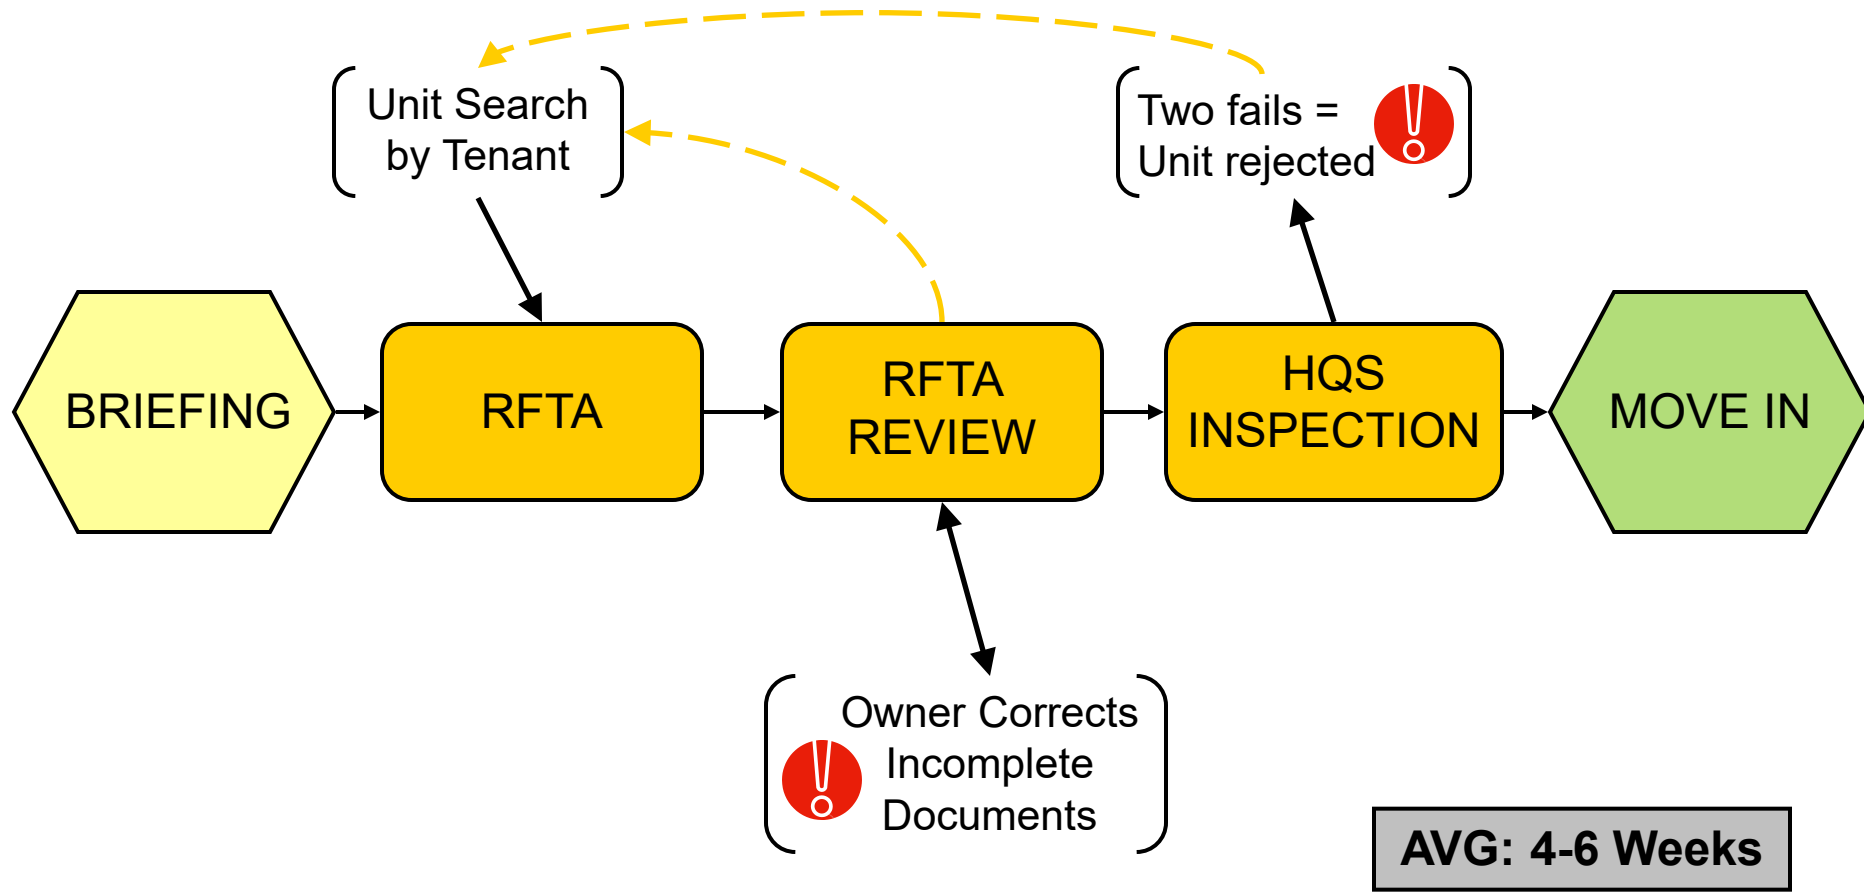 Unit Search
by Tenant
Two fails =
Unit rejected
BRIEFING
RFTA
RFTA
REVIEW
HQS
INSPECTION
MOVE IN
Owner Corrects
Incomplete
Documents
AVG: 4-6 Weeks